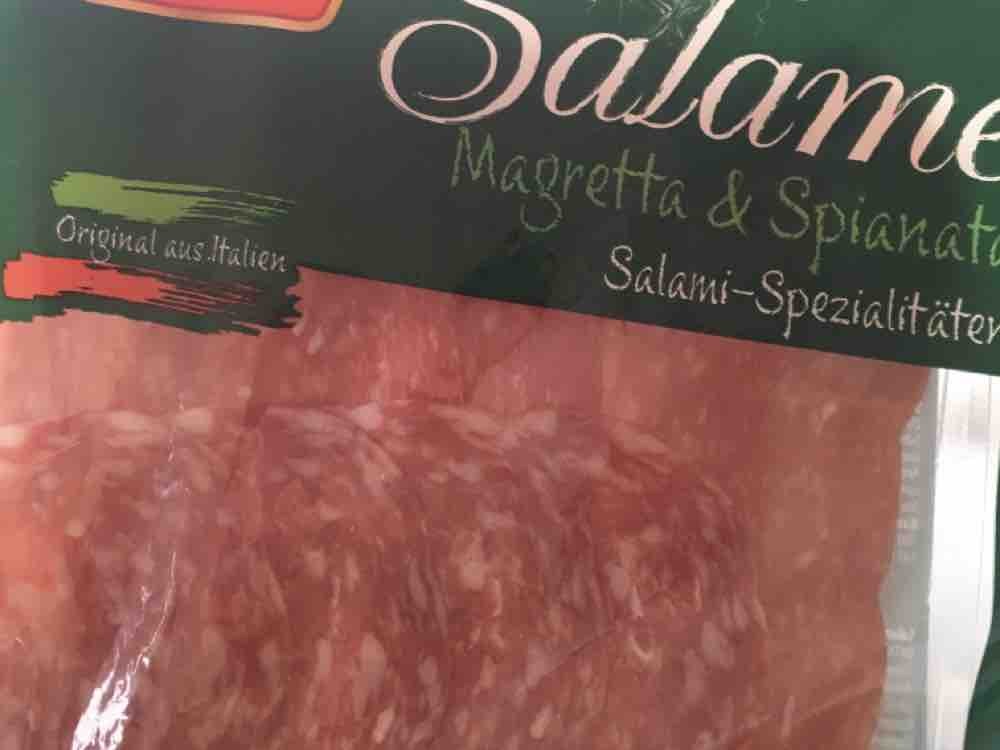 Salame
Magretta & Spianata
Original aus Italien
Salami-Spezialitäten